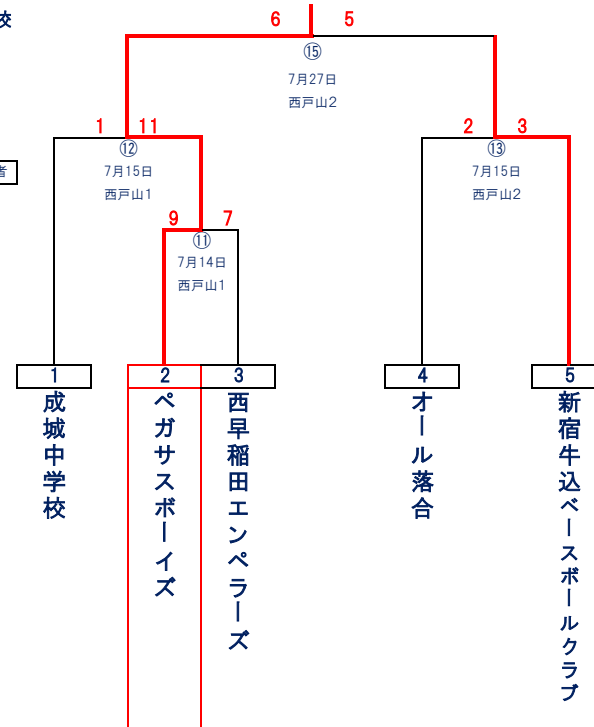 校
6 5
⑮
7月27日
西戸山2
1 11
⑫
7月15日
西戸山1
2 3
⑬
7月15日
西戸山2
者
9 7
⑪
7月14日
西戸山1
1
2
3
4
5
成城中学校
ペガサスボーイズ
西早稲田エンペラーズ
オール落合
新宿牛込ベースボールクラブ